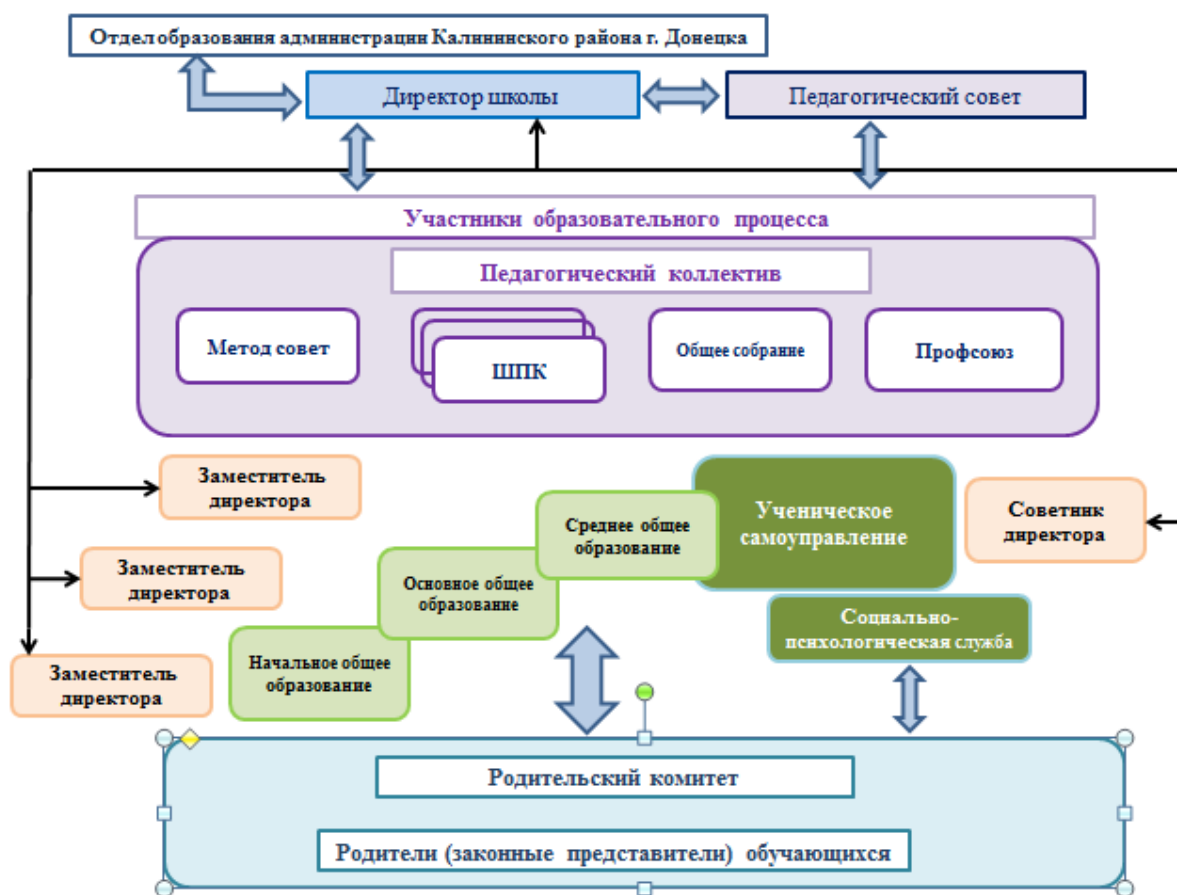 Отдел образования администрации Калининского района г. Донецка
Директор школы
Педагогический совет
Участники образовательного процесса
Педагогический коллектив
Метод совет
ШПК
Общее собрание
Профсоюз
Заместитель
директора
Заместитель
директора
Заместитель
директора
Начальное общее
образование
Основное общее
образование
Среднее общее
образование
Ученическое
самоуправление
Советник
директора
Социально-
психологическая служба
Родительский комитет
Родители (законные представители) обучающихся